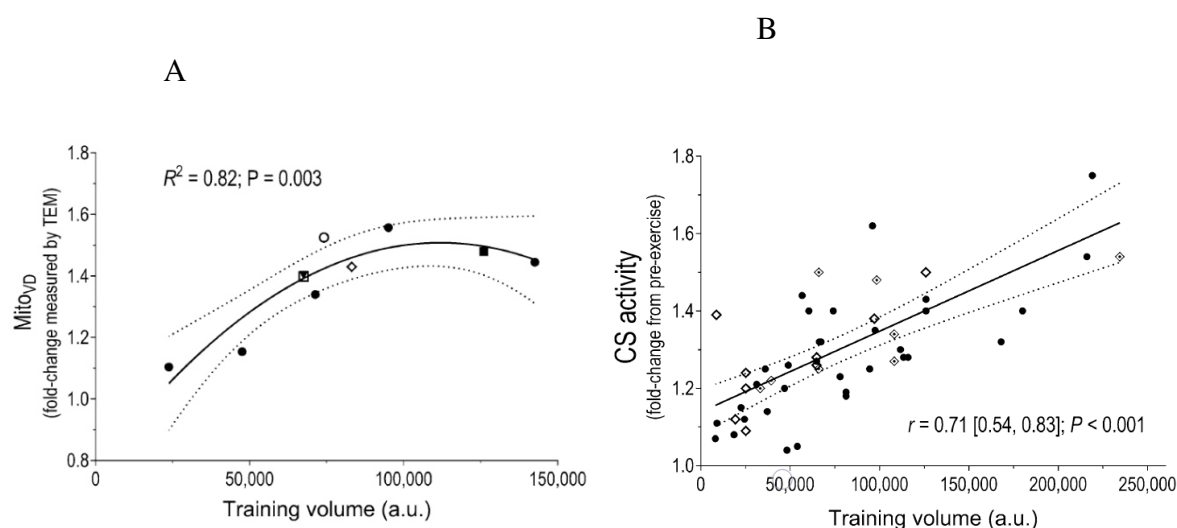 B
A
1.8
1.6
1.4
1.2
1.0
0.8
Mito_VD
(fold-change measured by TEM)
R² = 0.82; P = 0.003
0
50,000
100,000
150,000
Training volume (a.u.)
1.8
1.6
1.4
1.2
1.0
CS activity
(fold-change from pre-exercise)
r = 0.71 [0.54, 0.83]; P < 0.001
0
50,000
100,000
150,000
200,000
250,000
Training volume (a.u.)